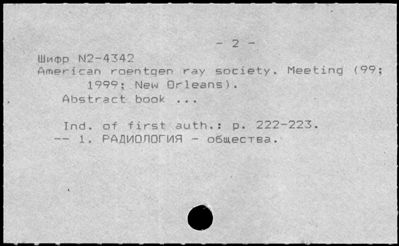 - 2 -
Шифр N2-4342
American roentgen ray society. Meeting (99;
1999; New Orleans).
Abstract book ...
Ind. of first auth.: p. 222-223.
-- 1. РАДИОЛОГИЯ - общества.